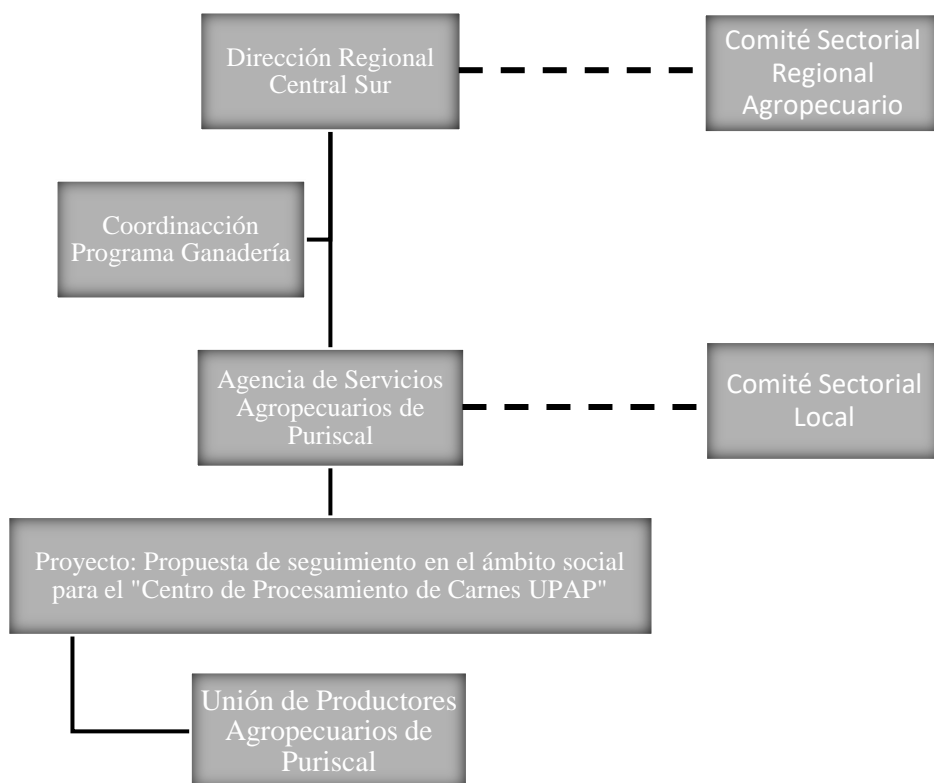 Dirección Regional
Central Sur
Comité Sectorial
Regional
Agropecuario
Coordinacción
Programa Ganadería
Agencia de Servicios
Agropecuarios de
Puriscal
Comité Sectorial
Local
Proyecto: Propuesta de seguimiento en el ámbito social
para el "Centro de Procesamiento de Carnes UPAP"
Unión de Productores
Agropecuarios de
Puriscal